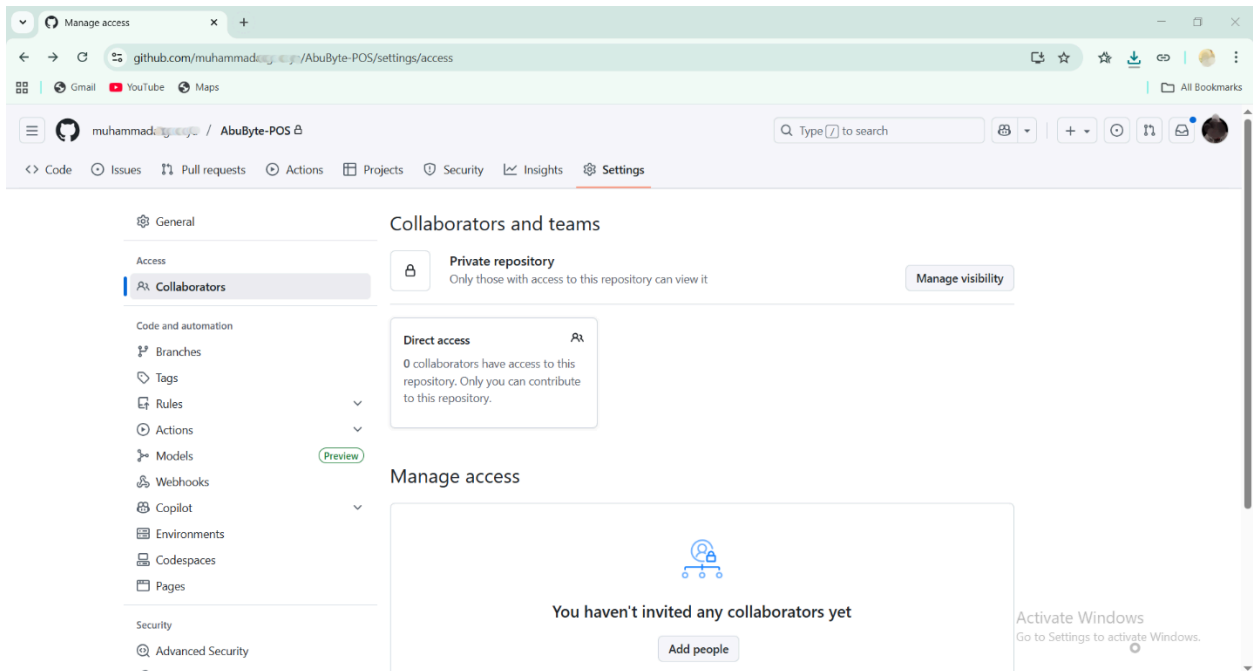 Manage access
github.com/muhammad /AbuByte-POS/settings/access
Gmail YouTube Maps All Bookmarks
muhammad / AbuByte-POS Type / to search
Code Issues Pull requests Actions Projects Security Insights Settings
General
Access
Collaborators
Code and automation
Branches
Tags
Rules
Actions
Models Preview
Webhooks
Copilot
Environments
Codespaces
Pages
Security
Advanced Security
Collaborators and teams
Private repository
Only those with access to this repository can view it
Manage visibility
Direct access
0 collaborators have access to this
repository. Only you can contribute
to this repository.
Manage access
You haven't invited any collaborators yet
Add people
Activate Windows
Go to Settings to activate Windows.